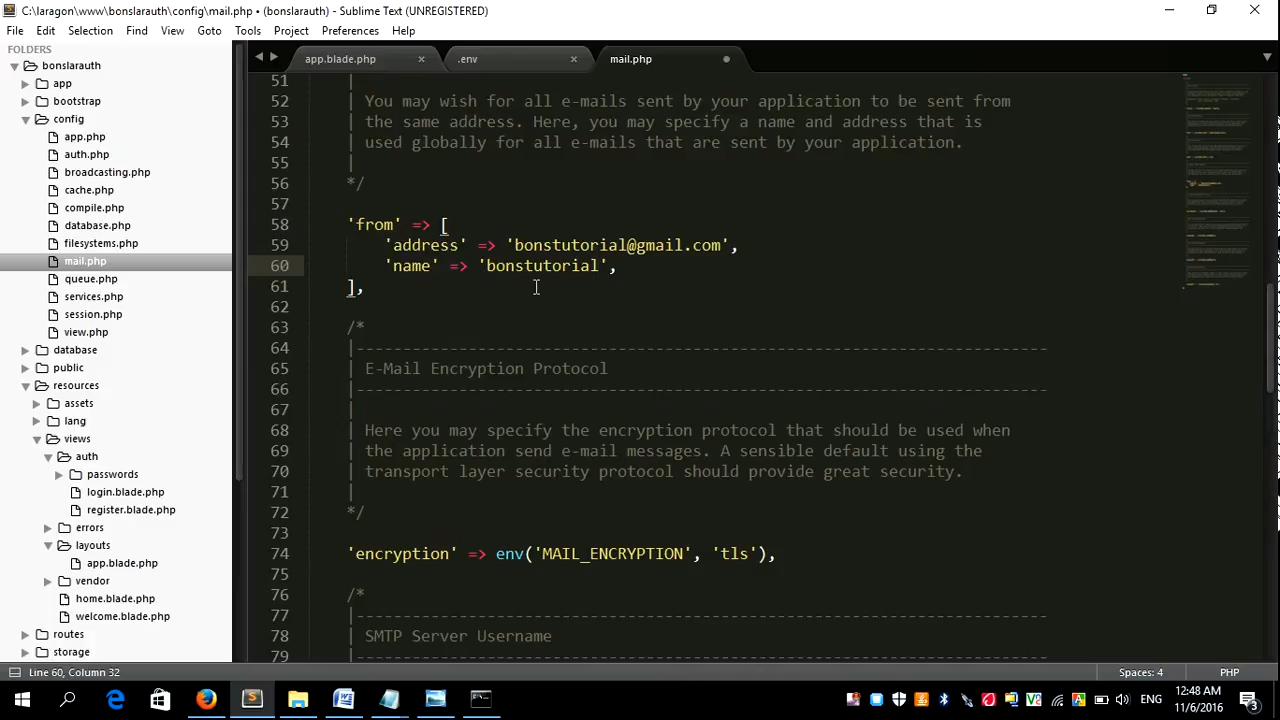 C:\laragon\www\bonslarauth\config\mail.php • (bonslarauth) - Sublime Text (UNREGISTERED)
File Edit Selection Find View Goto Tools Project Preferences Help
FOLDERS
bonslarauth
app
bootstrap
config
app.php
auth.php
broadcasting.php
cache.php
compile.php
database.php
filesystems.php
mail.php
queue.php
services.php
session.php
view.php
database
public
resources
assets
lang
views
auth
passwords
login.blade.php
register.blade.php
errors
layouts
app.blade.php
vendor
home.blade.php
welcome.blade.php
routes
storage
app.blade.php × .env × mail.php •
51 |
52 | You may wish for all e-mails sent by your application to be sent from
53 | the same address. Here, you may specify a name and address that is
54 | used globally for all e-mails that are sent by your application.
55 |
56 */
57
58 'from' => [
59 'address' => 'bonstutorial@gmail.com',
60 'name' => 'bonstutorial',
61 ],
62
63 /*
64 |--------------------------------------------------------------------------
65 | E-Mail Encryption Protocol
66 |--------------------------------------------------------------------------
67 |
68 | Here you may specify the encryption protocol that should be used when
69 | the application send e-mail messages. A sensible default using the
70 | transport layer security protocol should provide great security.
71 |
72 */
73
74 'encryption' => env('MAIL_ENCRYPTION', 'tls'),
75
76 /*
77 |--------------------------------------------------------------------------
78 | SMTP Server Username
79 |--------------------------------------------------------------------------
Line 60, Column 32 Spaces: 4 PHP
ENG 12:48 AM
11/6/2016
3